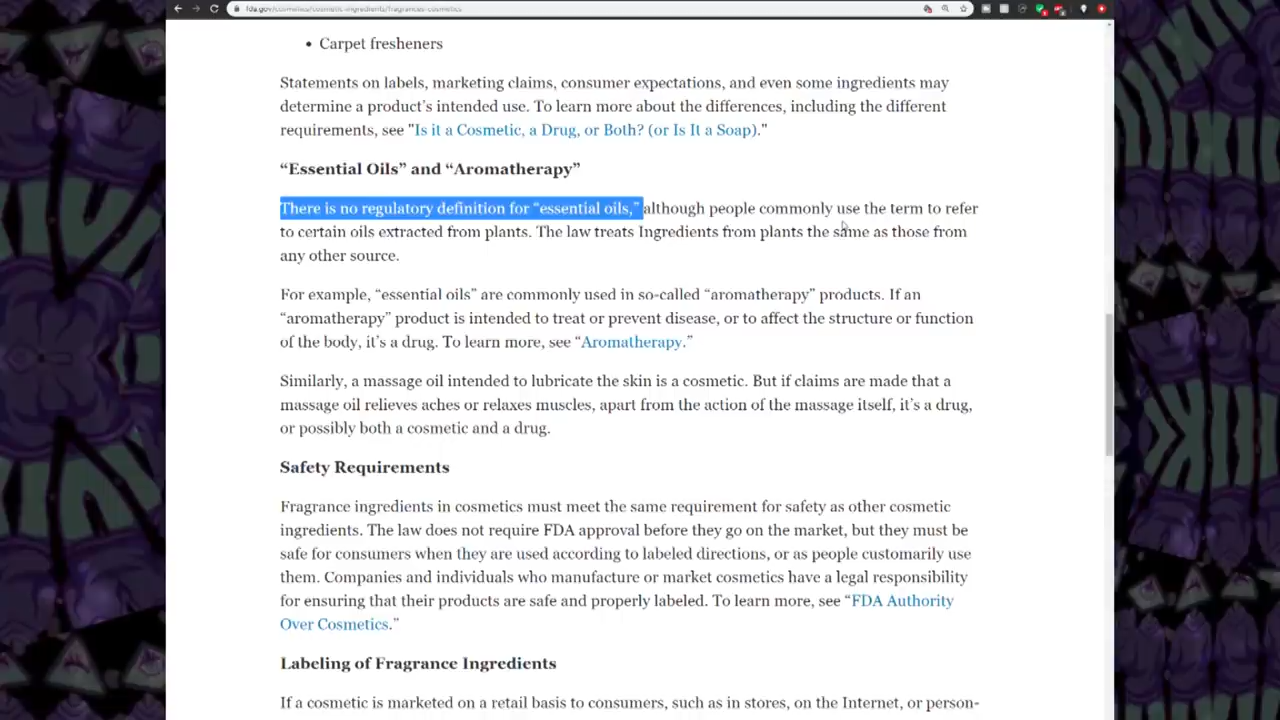 fda.gov/cosmetics/cosmetic-ingredients/fragrances-cosmetics
• Carpet fresheners
Statements on labels, marketing claims, consumer expectations, and even some ingredients may
determine a product’s intended use. To learn more about the differences, including the different
requirements, see "Is it a Cosmetic, a Drug, or Both? (or Is It a Soap)."
“Essential Oils” and “Aromatherapy”
There is no regulatory definition for “essential oils,” although people commonly use the term to refer
to certain oils extracted from plants. The law treats Ingredients from plants the same as those from
any other source.
For example, “essential oils” are commonly used in so-called “aromatherapy” products. If an
“aromatherapy” product is intended to treat or prevent disease, or to affect the structure or function
of the body, it’s a drug. To learn more, see “Aromatherapy.”
Similarly, a massage oil intended to lubricate the skin is a cosmetic. But if claims are made that a
massage oil relieves aches or relaxes muscles, apart from the action of the massage itself, it’s a drug,
or possibly both a cosmetic and a drug.
Safety Requirements
Fragrance ingredients in cosmetics must meet the same requirement for safety as other cosmetic
ingredients. The law does not require FDA approval before they go on the market, but they must be
safe for consumers when they are used according to labeled directions, or as people customarily use
them. Companies and individuals who manufacture or market cosmetics have a legal responsibility
for ensuring that their products are safe and properly labeled. To learn more, see “FDA Authority
Over Cosmetics.”
Labeling of Fragrance Ingredients
If a cosmetic is marketed on a retail basis to consumers, such as in stores, on the Internet, or person-